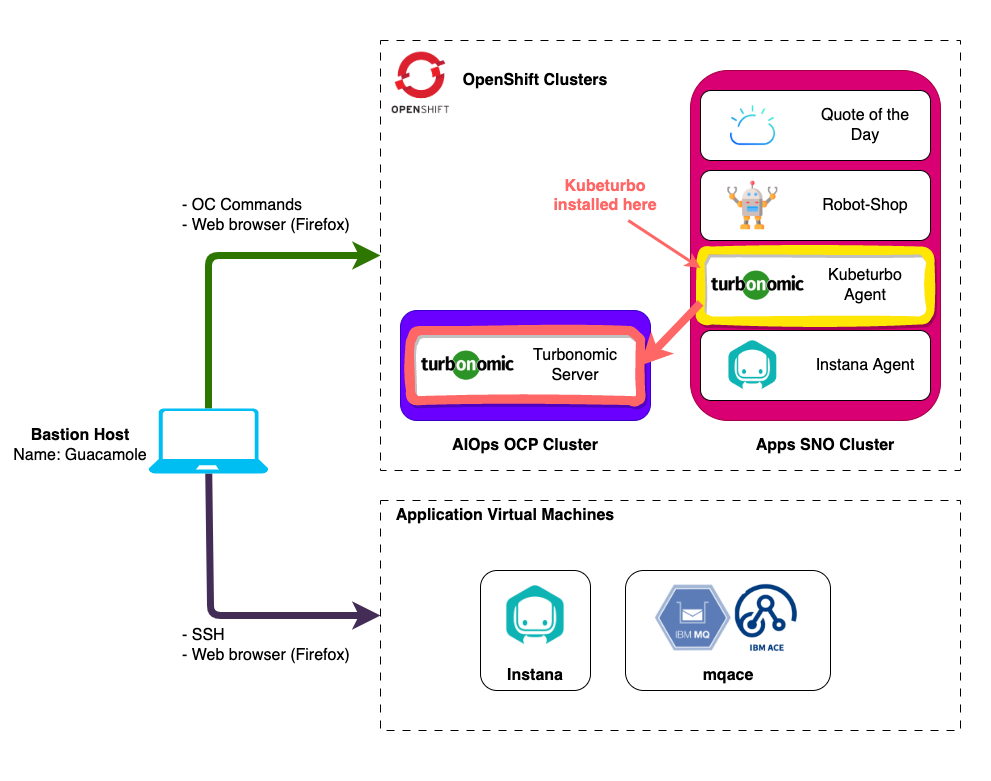 OPENSHIFT
OpenShift Clusters
Quote of the
Day
Robot-Shop
Kubeturbo
installed here
turbonomic
Kubeturbo
Agent
Instana Agent
turbonomic
Turbonomic
Server
AIOps OCP Cluster
Apps SNO Cluster
- OC Commands
- Web browser (Firefox)
Bastion Host
Name: Guacamole
- SSH
- Web browser (Firefox)
Application Virtual Machines
Instana
IBM MQ
IBM ACE
mqace